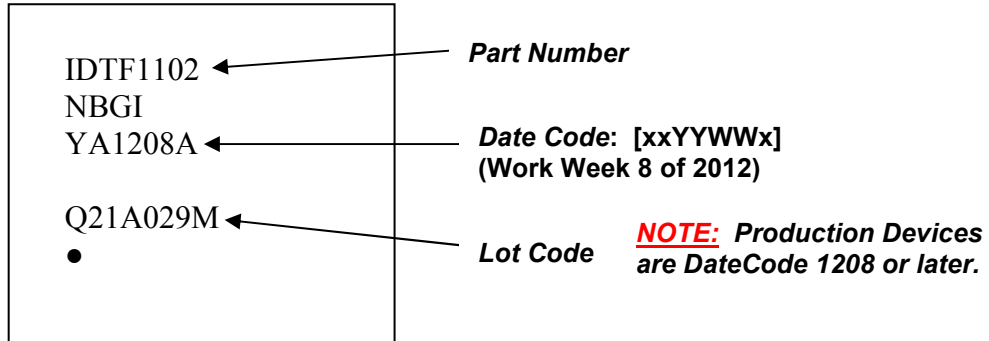 IDTF1102
NBGI
YA1208A
Q21A029M
●
Part Number
Date Code: [xxYYWWx]
(Work Week 8 of 2012)
Lot Code
NOTE: Production Devices
are DateCode 1208 or later.